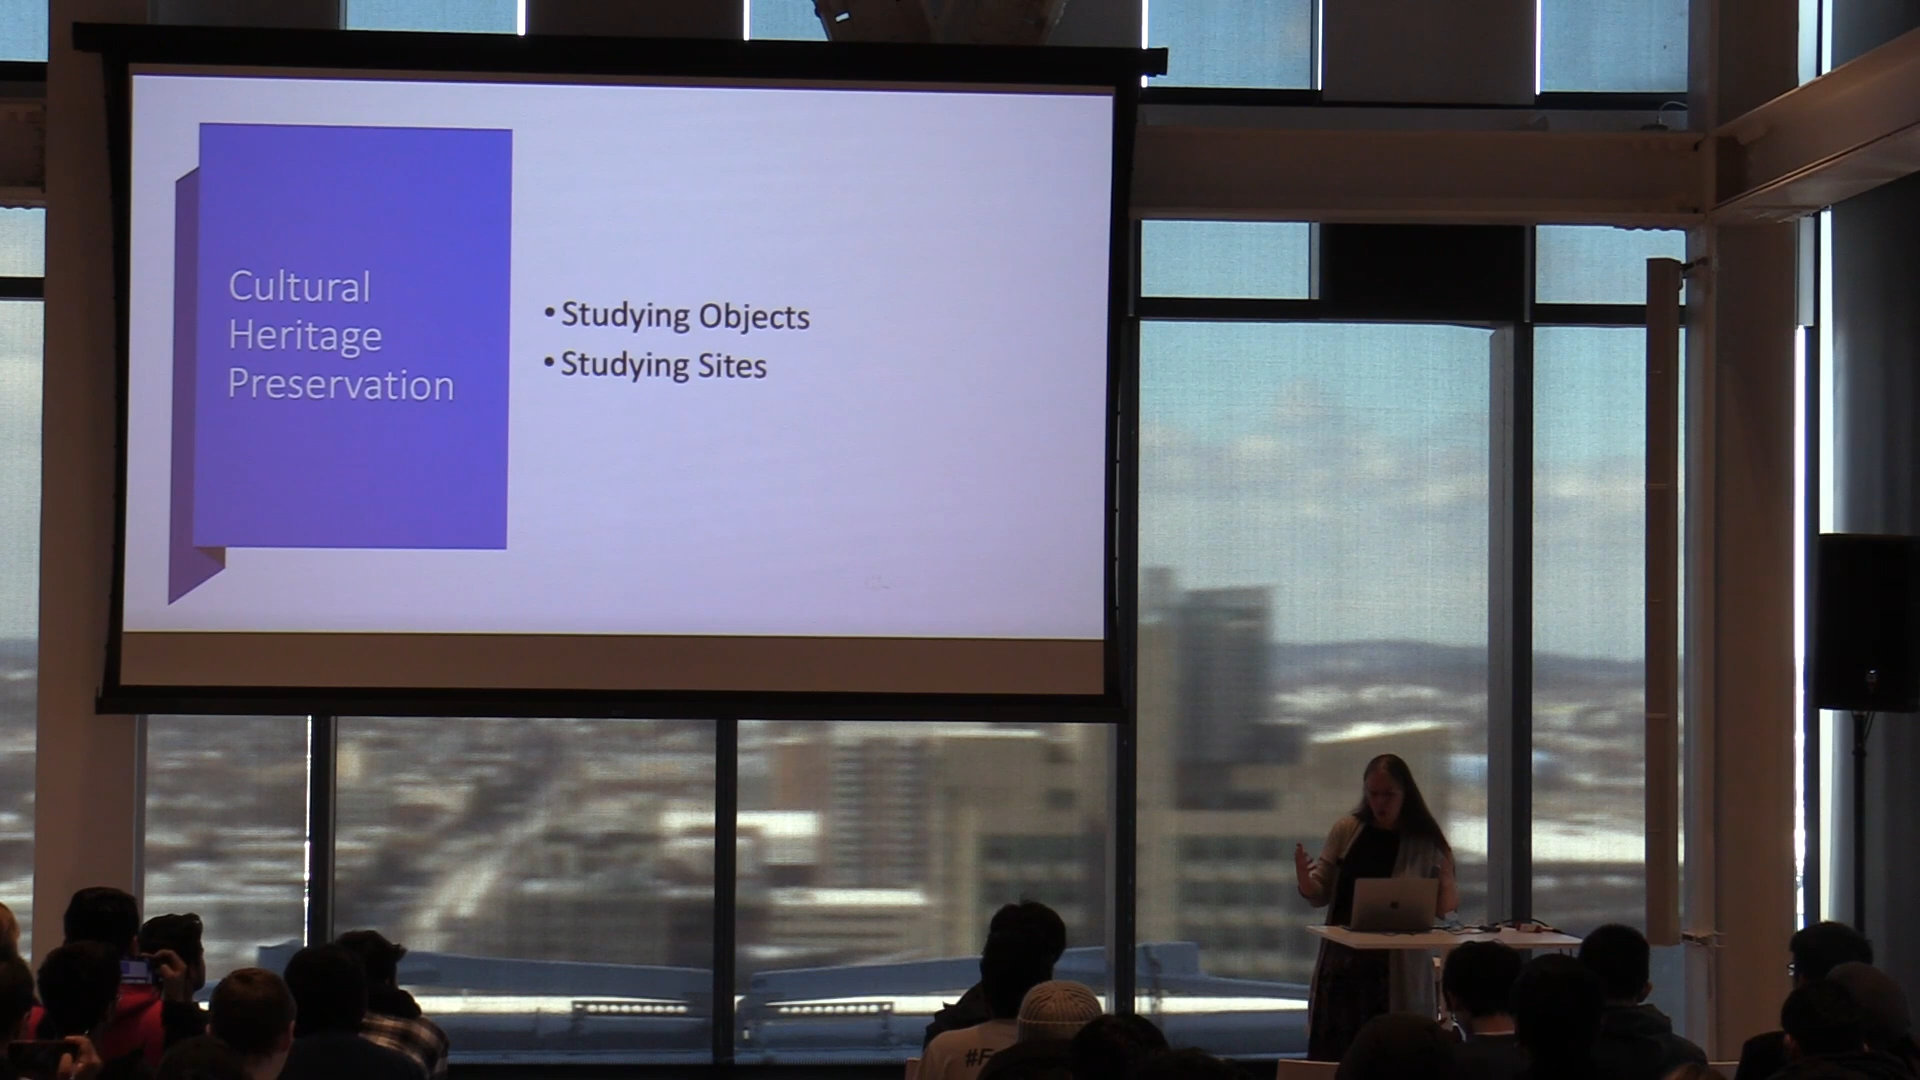 Cultural
Heritage
Preservation
• Studying Objects
• Studying Sites